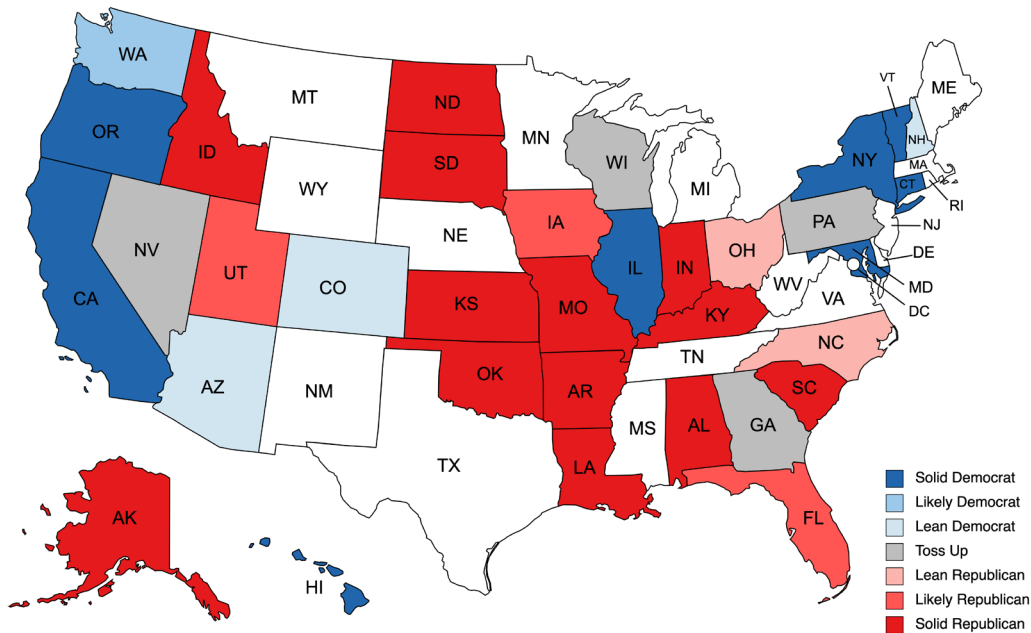 WA
OR
CA
NV
ID
MT
WY
UT
CO
AZ
NM
ND
SD
NE
KS
OK
TX
MN
IA
MO
AR
LA
WI
IL
MI
IN
OH
KY
TN
MS
AL
GA
FL
SC
NC
VA
WV
PA
NY
VT
NH
ME
MA
CT
RI
NJ
DE
MD
DC
AK
HI
Solid Democrat
Likely Democrat
Lean Democrat
Toss Up
Lean Republican
Likely Republican
Solid Republican